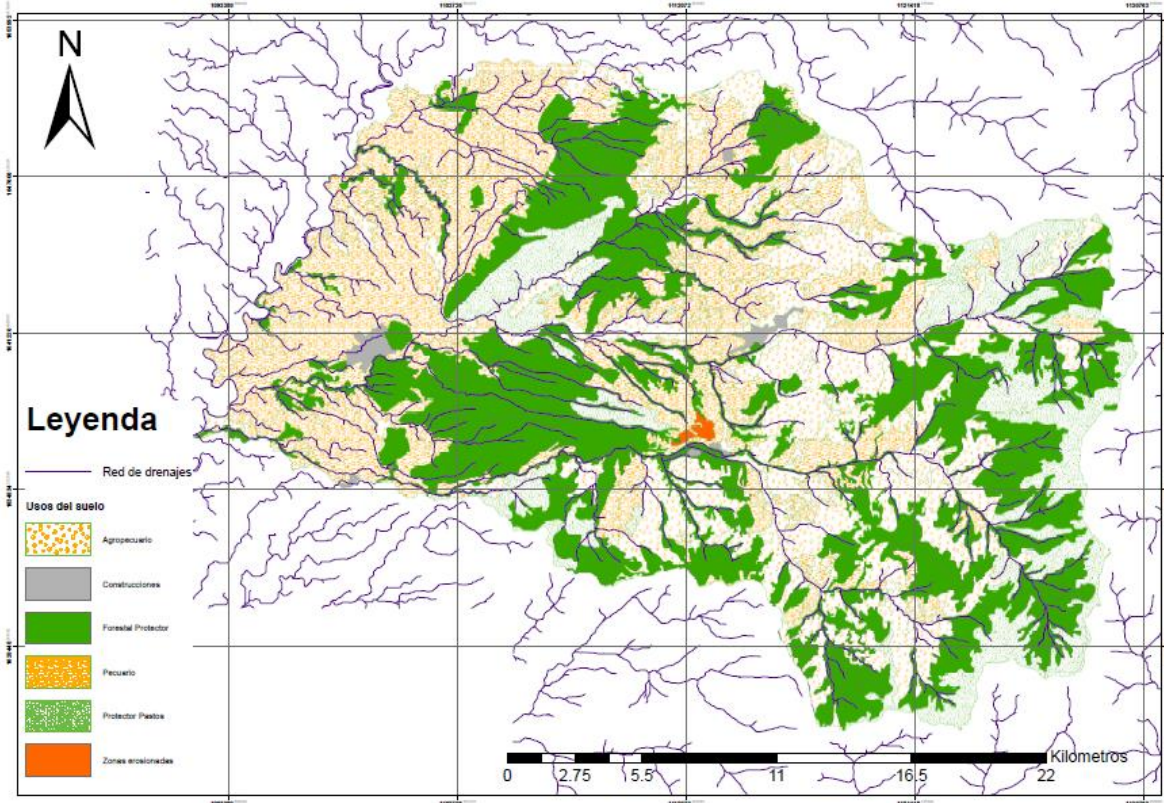 N
Leyenda
Red de drenajes
Usos del suelo
Agropecuario
Construcciones
Forestal Protector
Pecuario
Protector Pastos
Zonas erosionadas
Kilometros
0 2.75 5.5 11 16.5 22